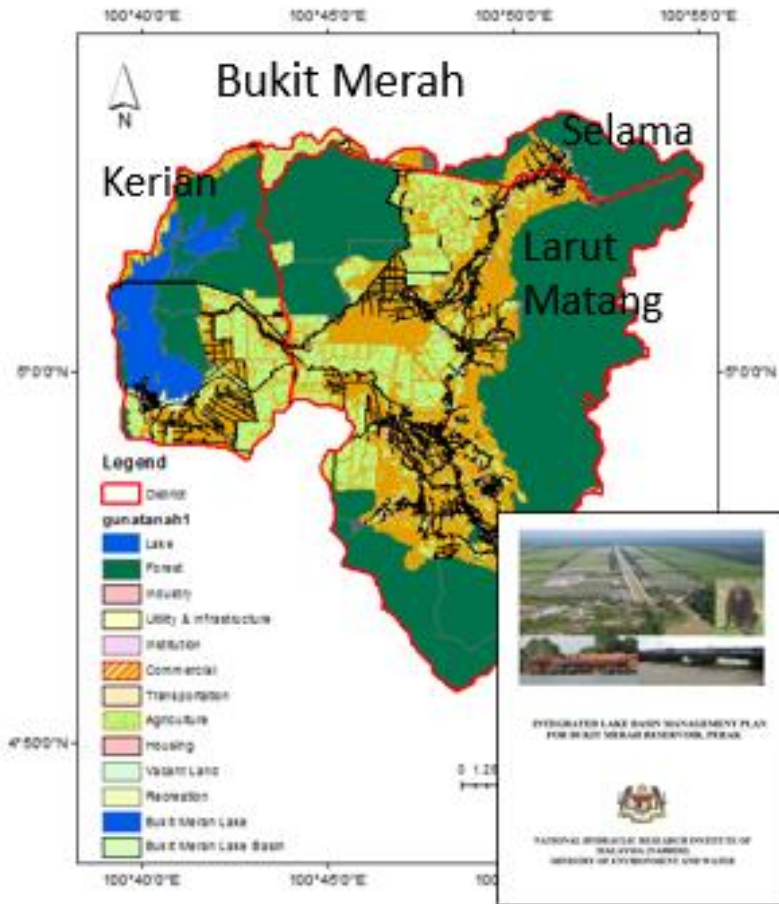 100°40'0"E 100°45'0"E 100°50'0"E 100°55'0"E
Bukit Merah
N
Selama
Kerian
Larut
Matang
5°0'0"N 5°0'0"N
Legend
District
gunatanah1
Lake
Forest
Industry
Utility & Infrastructure
Institution
Commercial
Transportation
Agriculture
Housing
Vacant Land
Recreation
Bukit Merah Lake
Bukit Merah Lake Basin
4°50'0"N
0 1.25
100°40'0"E 100°45'0"E
INTEGRATED LAKE BASIN MANAGEMENT PLAN
FOR BUKIT MERAH RESERVOIR, PERAK
NATIONAL HYDRAULIC RESEARCH INSTITUTE OF
MALAYSIA (NAHRIM)
MINISTRY OF ENVIRONMENT AND WATER